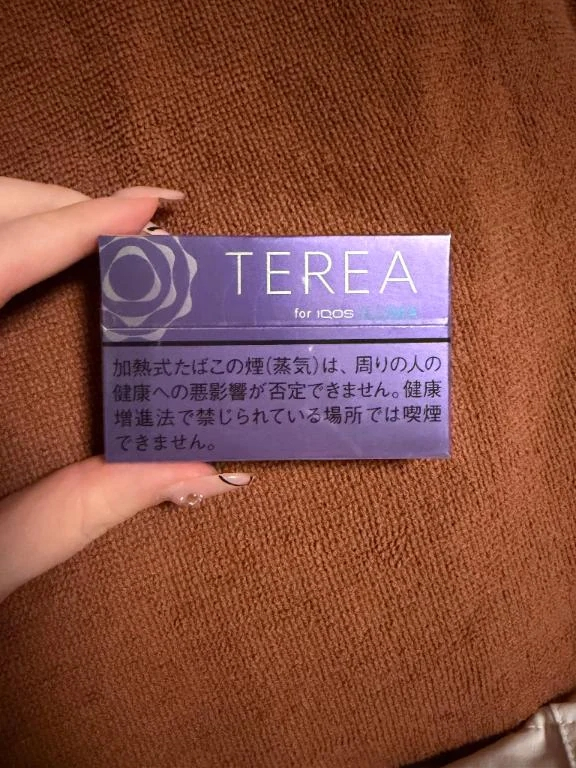 TEREA
for IQOS
加熱式たばこの煙(蒸気)は、周りの人の
健康への悪影響が否定できません。健康
増進法で禁じられている場所では喫煙
できません。